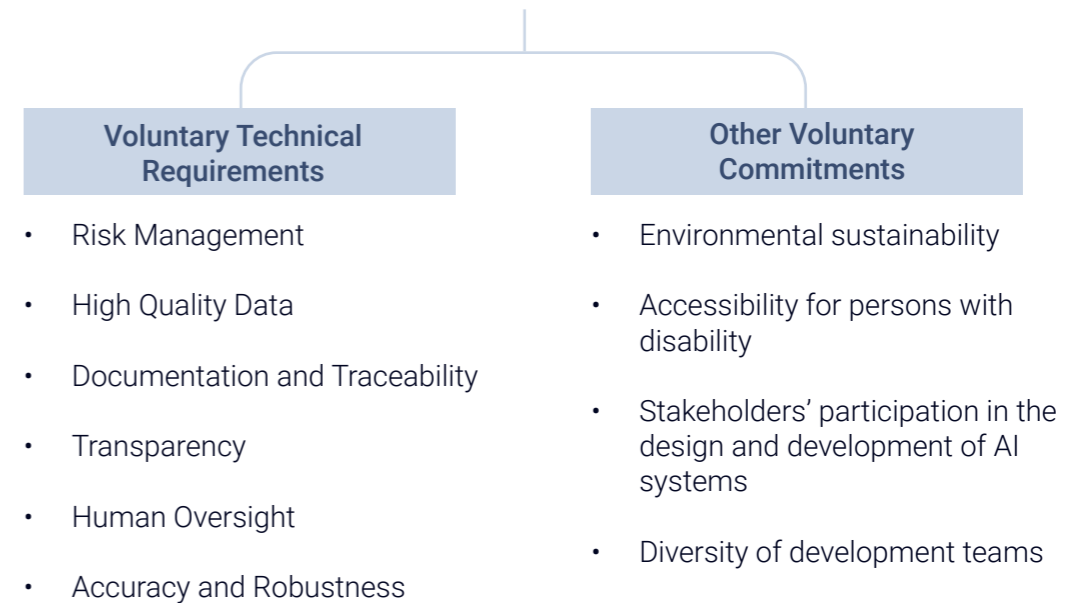 Voluntary Technical
Requirements
• Risk Management
• High Quality Data
• Documentation and Traceability
• Transparency
• Human Oversight
• Accuracy and Robustness
Other Voluntary
Commitments
• Environmental sustainability
• Accessibility for persons with
disability
• Stakeholders’ participation in the
design and development of AI
systems
• Diversity of development teams